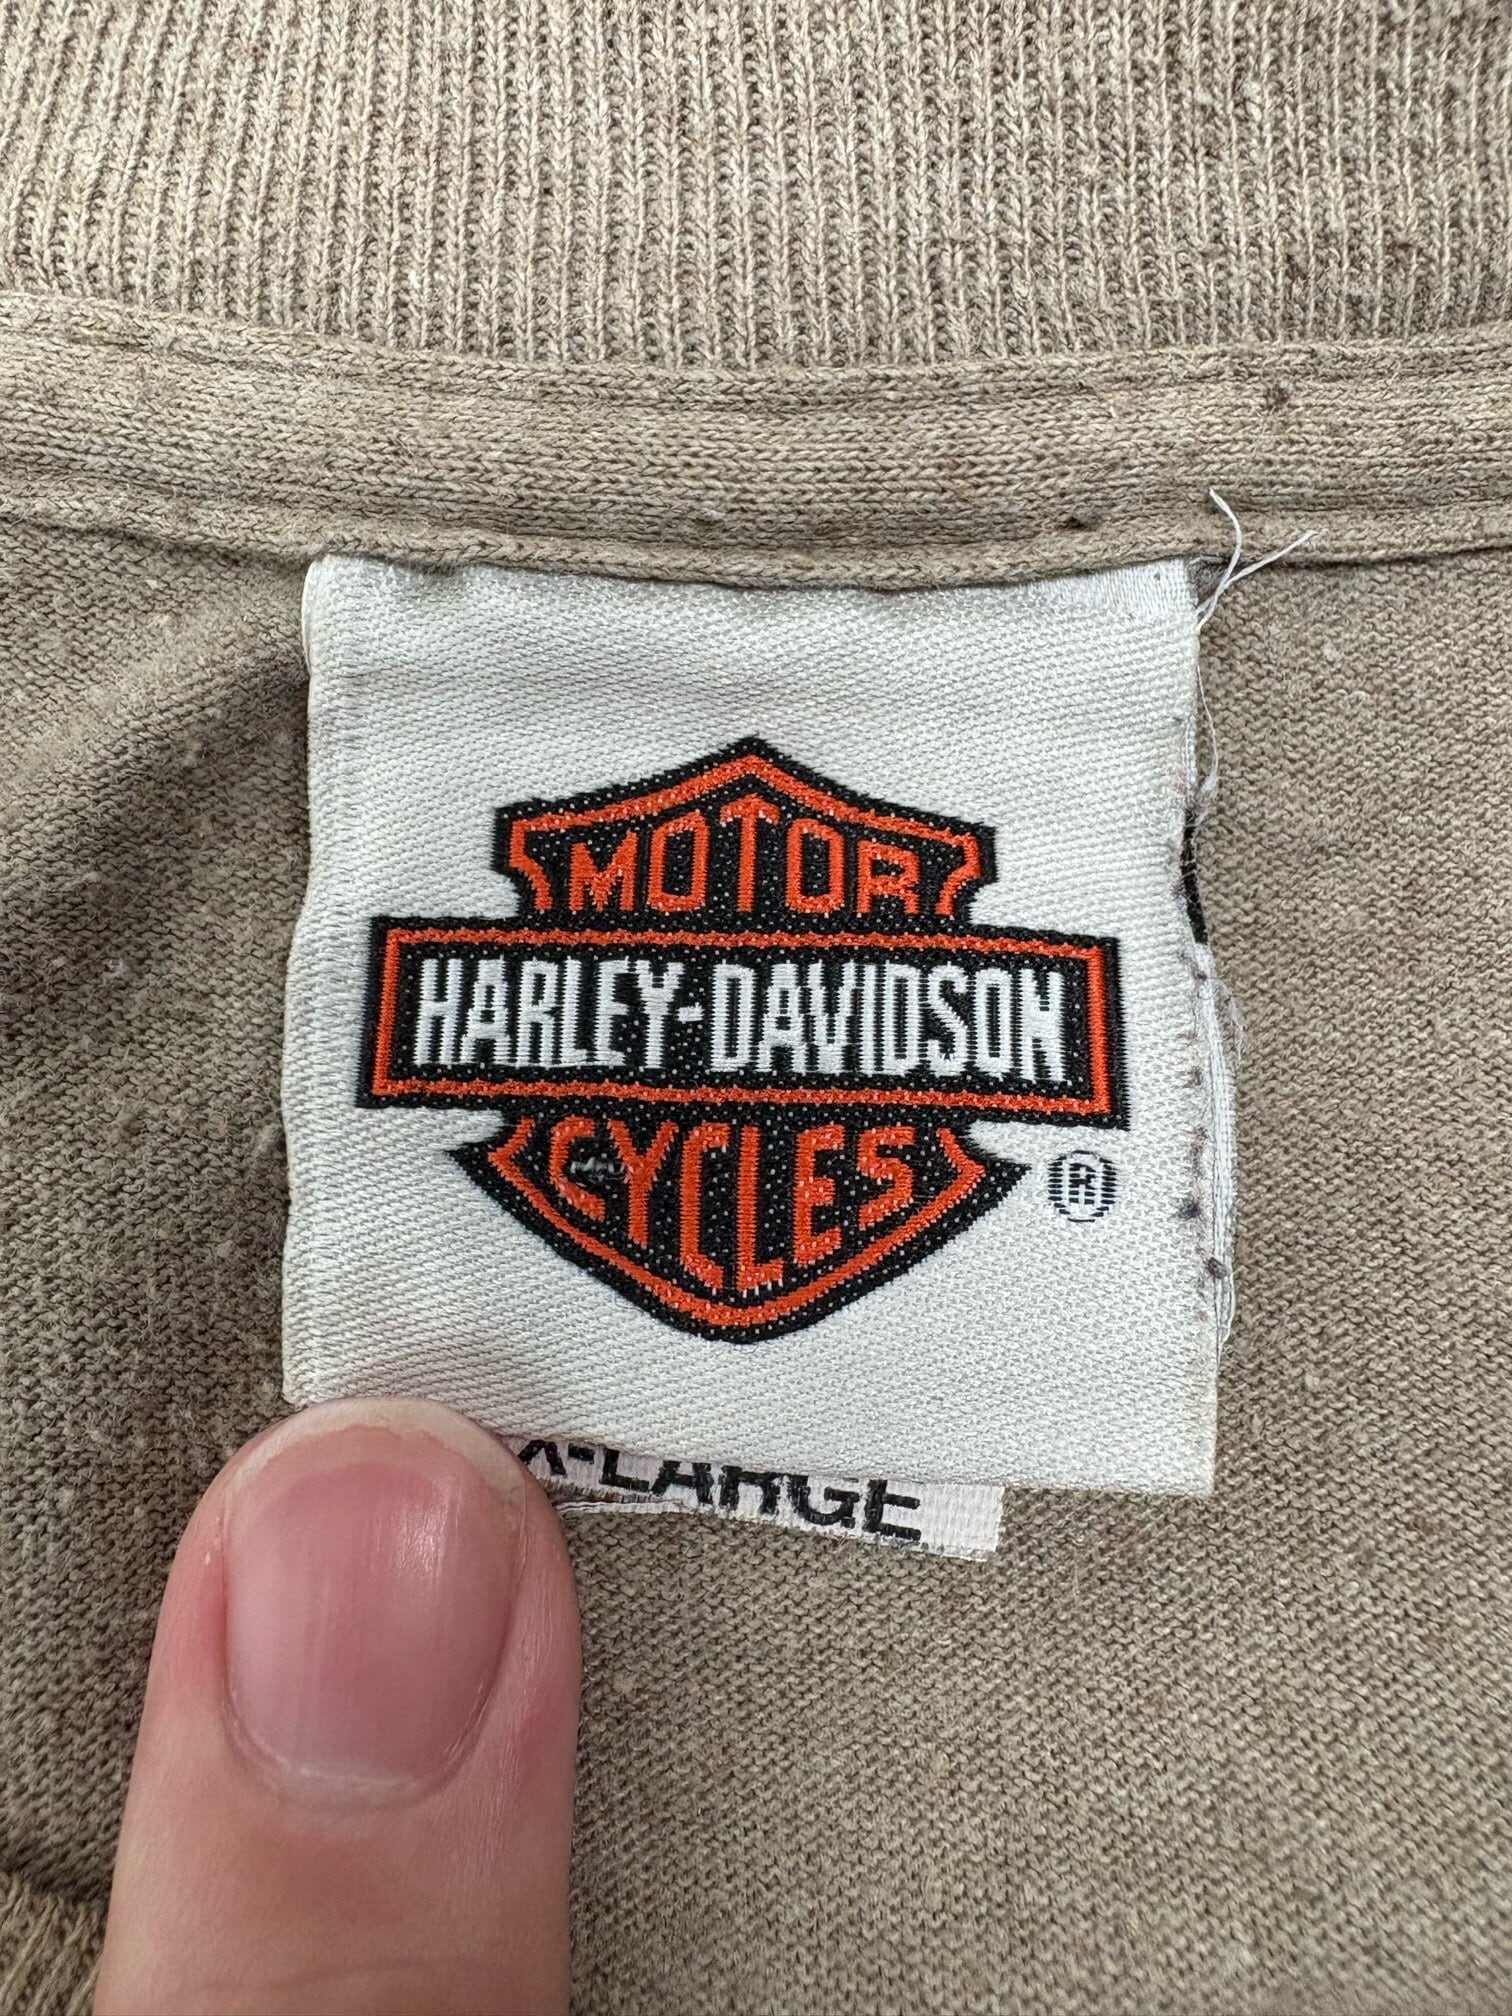 MOTOR
HARLEY-DAVIDSON
CYCLES
®
X-LARGE